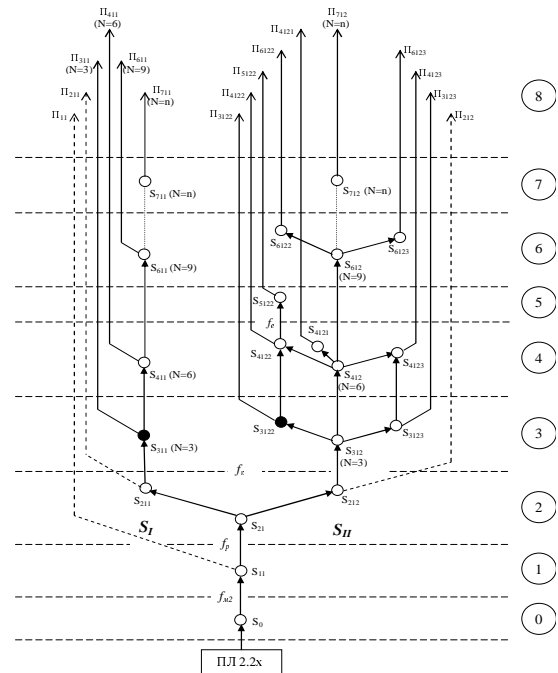 П411
(N=6)
П4121
П712
(N=n)
П311
(N=3)
П611
(N=9)
П6122
П6123
П5122
П4123
П211
П711
(N=n)
П4122
П3123
П11
П3122
П212
8
S711 (N=n)
S712 (N=n)
7
S6122
S6123
S611 (N=9)
S612
(N=9)
6
S5122
5
fв
S4121
S4122
S4123
S411 (N=6)
S412
(N=6)
4
S3122
S3123
S311 (N=3)
S312
(N=3)
3
S211
S212
SI
S21
SII
2
fр
S11
1
fм2
S0
0
ПЛ 2.2х